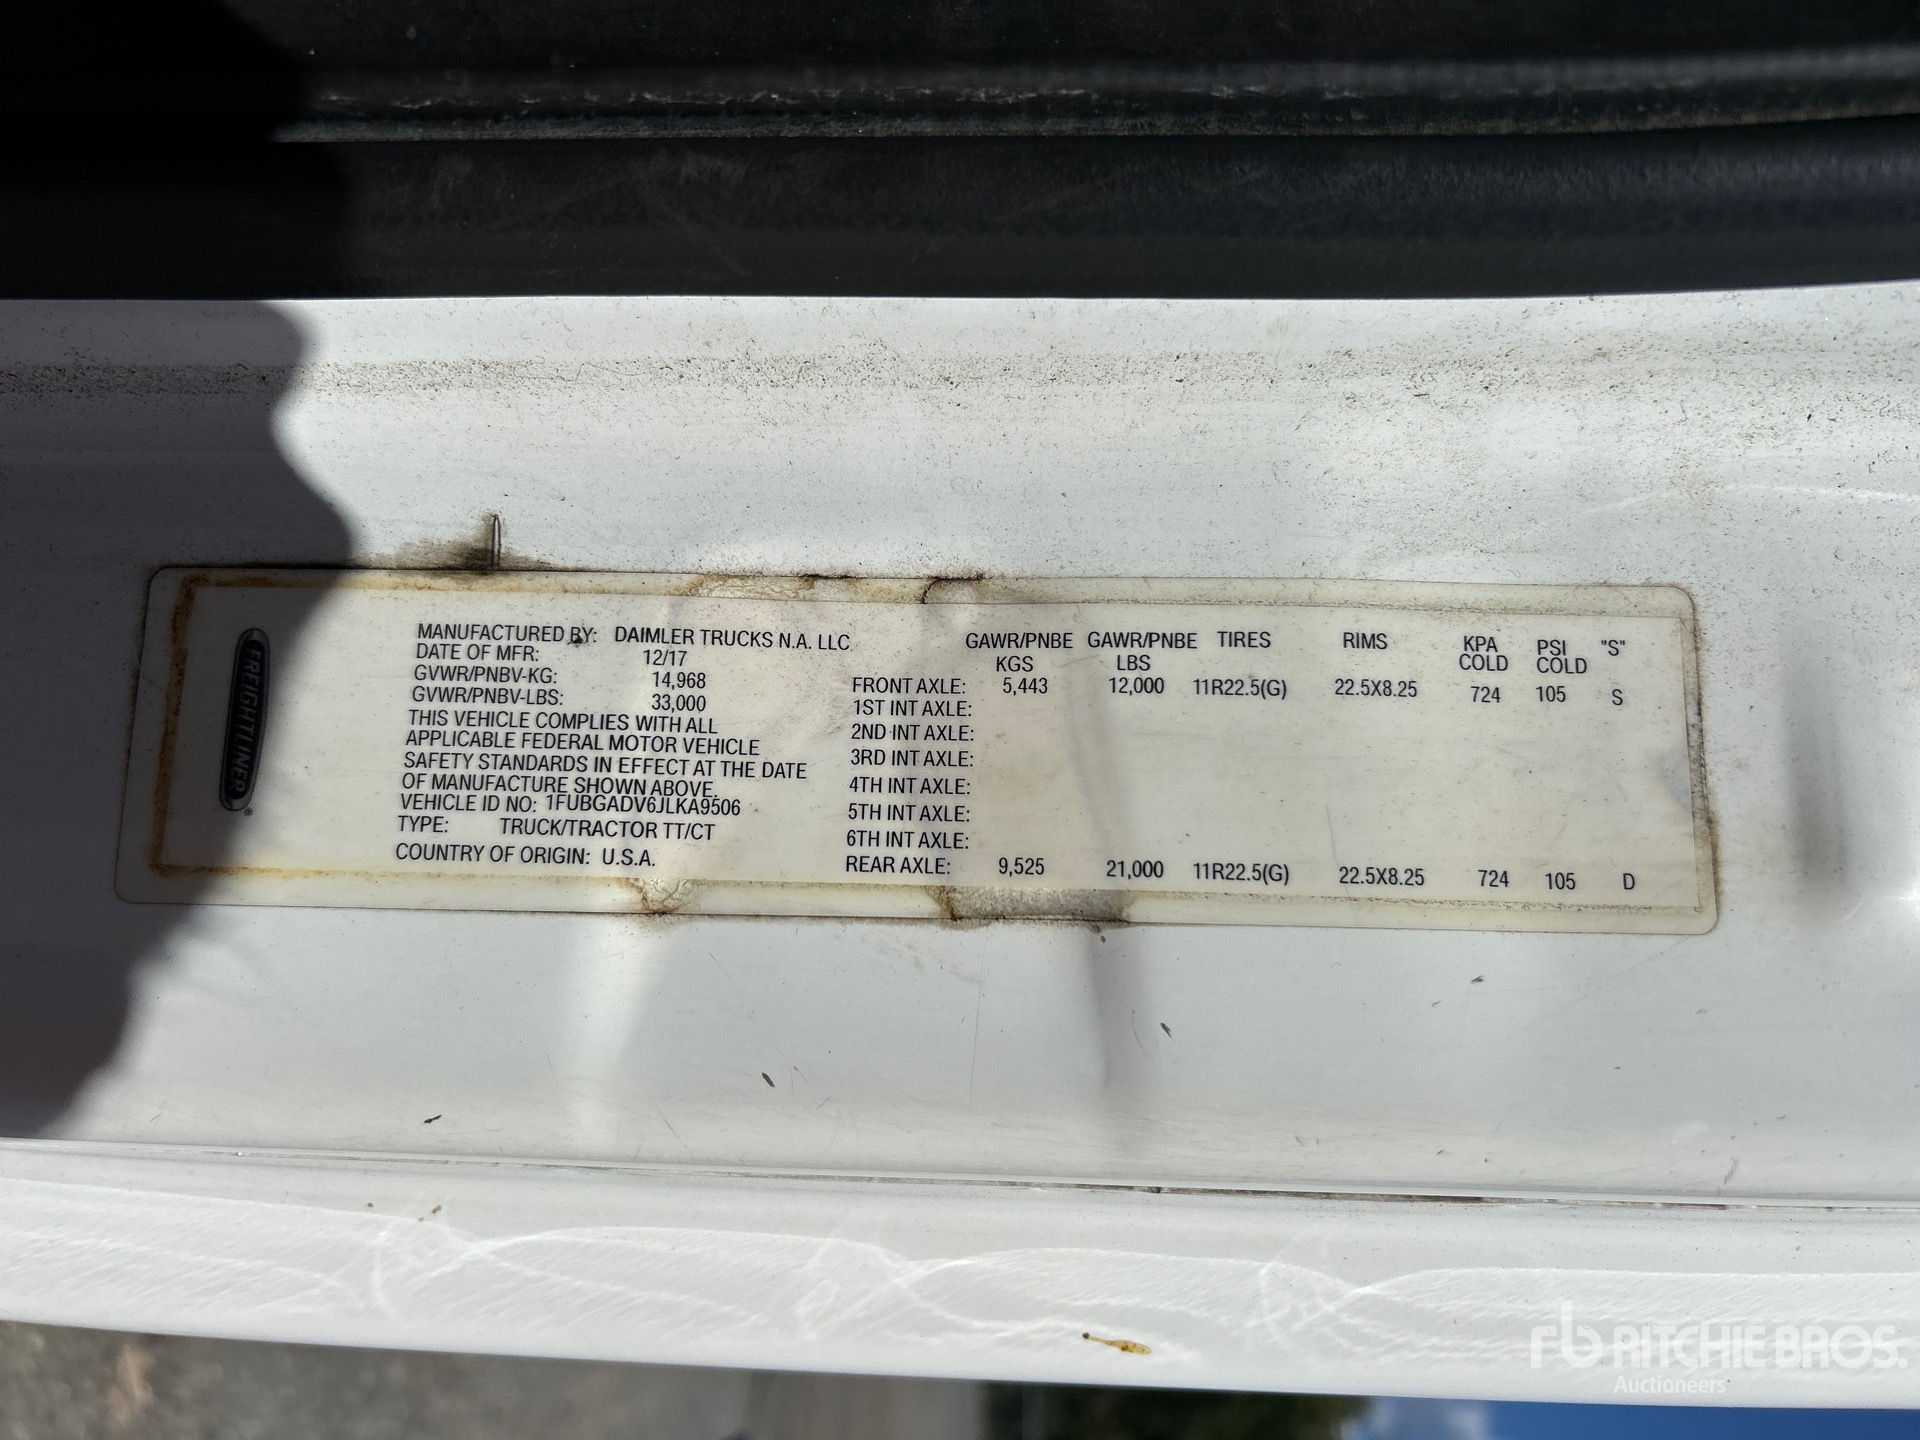 FREIGHTLINER®
MANUFACTURED BY: DAIMLER TRUCKS N.A. LLC.
DATE OF MFR: 12/17
GVWR/PNBV-KG: 14,968
GVWR/PNBV-LBS: 33,000
THIS VEHICLE COMPLIES WITH ALL
APPLICABLE FEDERAL MOTOR VEHICLE
SAFETY STANDARDS IN EFFECT AT THE DATE
OF MANUFACTURE SHOWN ABOVE.
VEHICLE ID NO: 1FUBGADV6JLKA9506
TYPE: TRUCK/TRACTOR TT/CT
COUNTRY OF ORIGIN: U.S.A.
GAWR/PNBE KGS GAWR/PNBE LBS TIRES RIMS KPA COLD PSI COLD "S"
FRONT AXLE: 5,443 12,000 11R22.5(G) 22.5X8.25 724 105 S
1ST INT AXLE:
2ND INT AXLE:
3RD INT AXLE:
4TH INT AXLE:
5TH INT AXLE:
6TH INT AXLE:
REAR AXLE: 9,525 21,000 11R22.5(G) 22.5X8.25 724 105 D
rb RITCHIE BROS.
Auctioneers